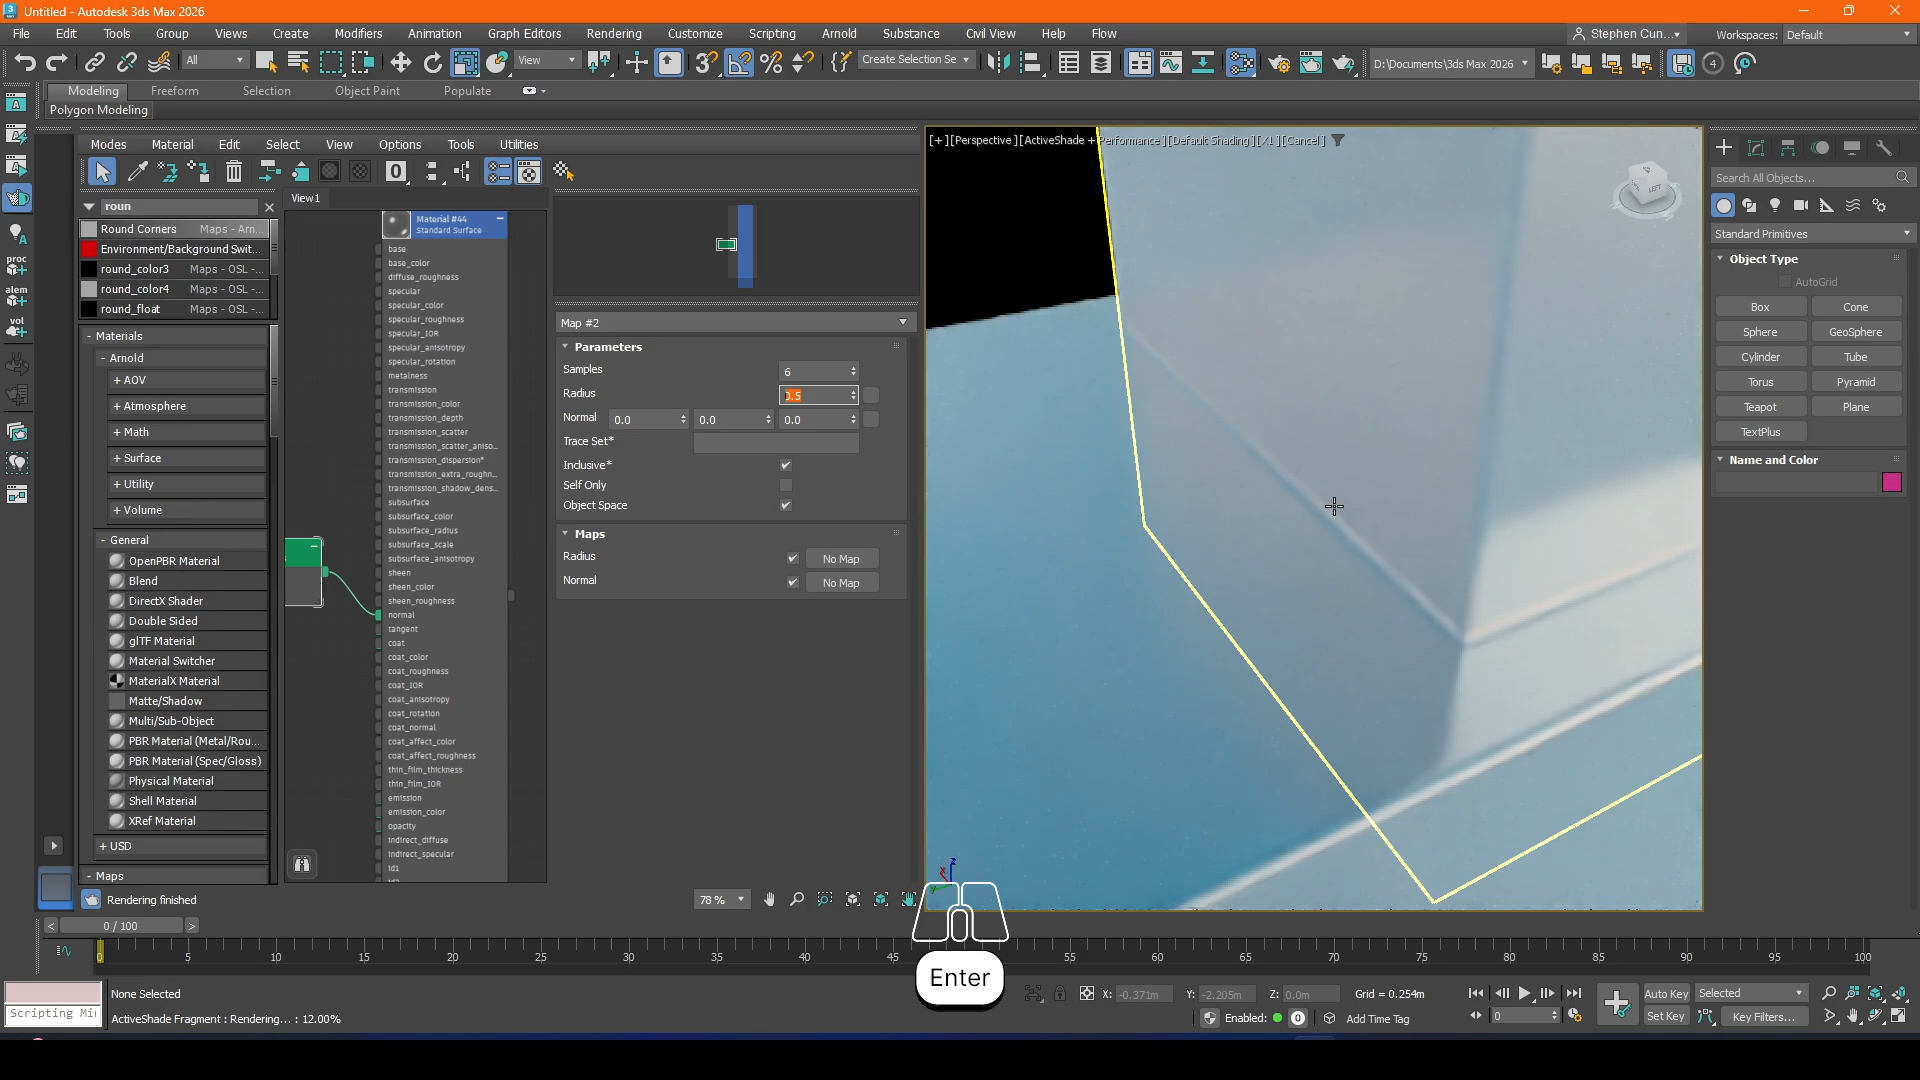 Untitled - Autodesk 3ds Max 2026
File Edit Tools Group Views Create Modifiers Animation Graph Editors Rendering Customize Scripting Arnold Substance Civil View Help Flow
Stephen Cun... Workspaces: Default
All View Create Selection Se D:\Documents\3ds Max 2026 4
Modeling Freeform Selection Object Paint Populate
Polygon Modeling
Modes Material Edit Select View Options Tools Utilities
roun
View1
Round Corners Maps - Arn...
Environment/Background Swit...
round_color3 Maps - OSL -...
round_color4 Maps - OSL -...
round_float Maps - OSL -...
- Materials
- Arnold
+ AOV
+ Atmosphere
+ Math
+ Surface
+ Utility
+ Volume
- General
OpenPBR Material
Blend
DirectX Shader
Double Sided
glTF Material
Material Switcher
MaterialX Material
Matte/Shadow
Multi/Sub-Object
PBR Material (Metal/Rou...
PBR Material (Spec/Gloss)
Physical Material
Shell Material
XRef Material
+ USD
- Maps
Rendering finished
proc
alem
vol
Material #44
Standard Surface
base
base_color
diffuse_roughness
specular
specular_color
specular_roughness
specular_IOR
specular_anisotropy
specular_rotation
metalness
transmission
transmission_color
transmission_depth
transmission_scatter
transmission_scatter_aniso...
transmission_dispersion*
transmission_extra_roughn...
transmission_shadow_dens...
subsurface
subsurface_color
subsurface_radius
subsurface_scale
subsurface_anisotropy
sheen
sheen_color
sheen_roughness
normal
tangent
coat
coat_color
coat_roughness
coat_IOR
coat_anisotropy
coat_rotation
coat_normal
coat_affect_color
coat_affect_roughness
thin_film_thickness
thin_film_IOR
emission
emission_color
opacity
indirect_diffuse
indirect_specular
id1
Map #2
Parameters
Samples 6
Radius 0.5
Normal 0.0 0.0 0.0
Trace Set*
Inclusive*
Self Only
Object Space
Maps
Radius No Map
Normal No Map
78 %
[+][Perspective][ActiveShade + Performance][Default Shading][X1][Cancel]
LEFT
z
x
y
Search All Objects...
Standard Primitives
Object Type
AutoGrid
Box Cone
Sphere GeoSphere
Cylinder Tube
Torus Pyramid
Teapot Plane
TextPlus
Name and Color
< 0 / 100 >
0 5 10 15 20 25 30 35 40 45 55 60 65 70 75 80 85 90 95 100
Enter
None Selected
Scripting Mi
ActiveShade Fragment : Rendering... : 12.00%
X: -0.371m Y: -2.205m Z: 0.0m Grid = 0.254m
Enabled: 0 Add Time Tag
0
Auto Key Selected
Set Key Key Filters...